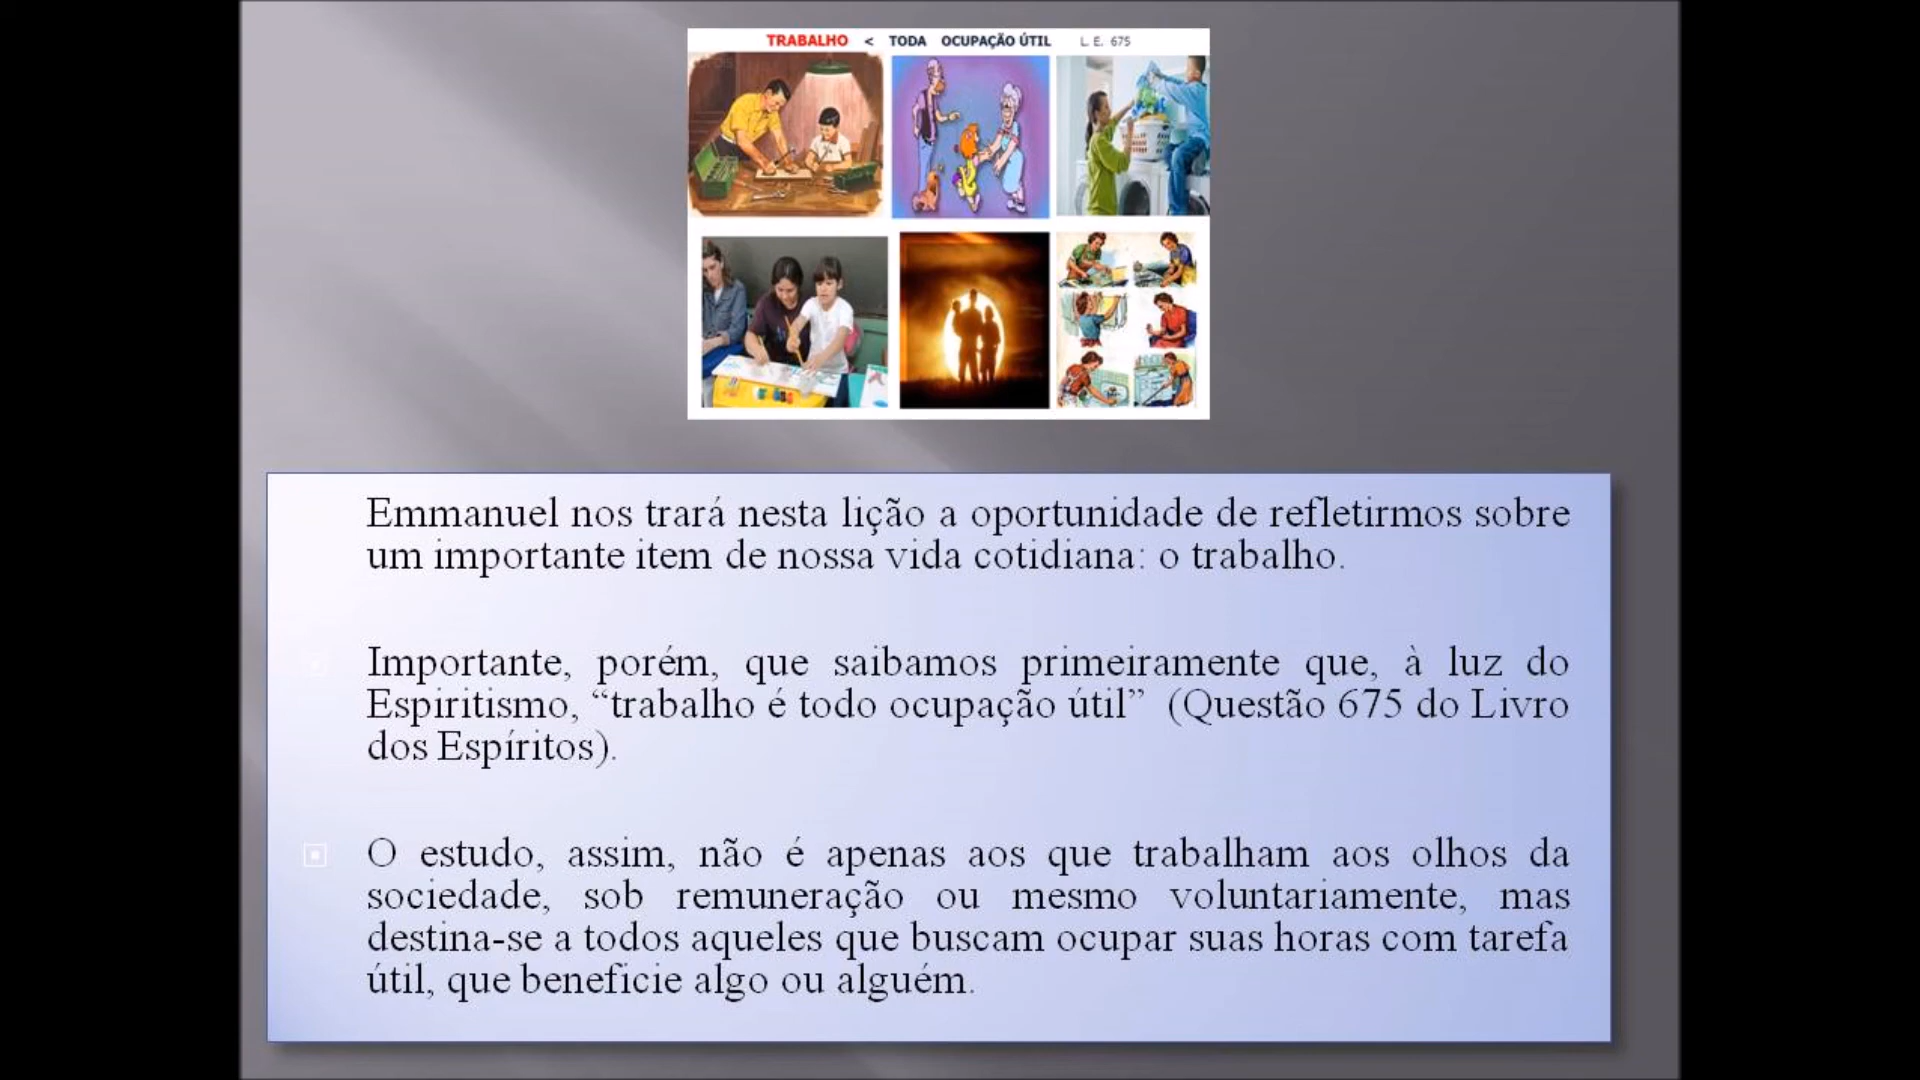 TRABALHO < TODA OCUPAÇÃO ÚTIL L. E. 675
Emmanuel nos trará nesta lição a oportunidade de refletirmos sobre
um importante item de nossa vida cotidiana: o trabalho.
Importante, porém, que saibamos primeiramente que, à luz do
Espiritismo, “trabalho é todo ocupação útil” (Questão 675 do Livro
dos Espíritos).
O estudo, assim, não é apenas aos que trabalham aos olhos da
sociedade, sob remuneração ou mesmo voluntariamente, mas
destina-se a todos aqueles que buscam ocupar suas horas com tarefa
útil, que beneficie algo ou alguém.